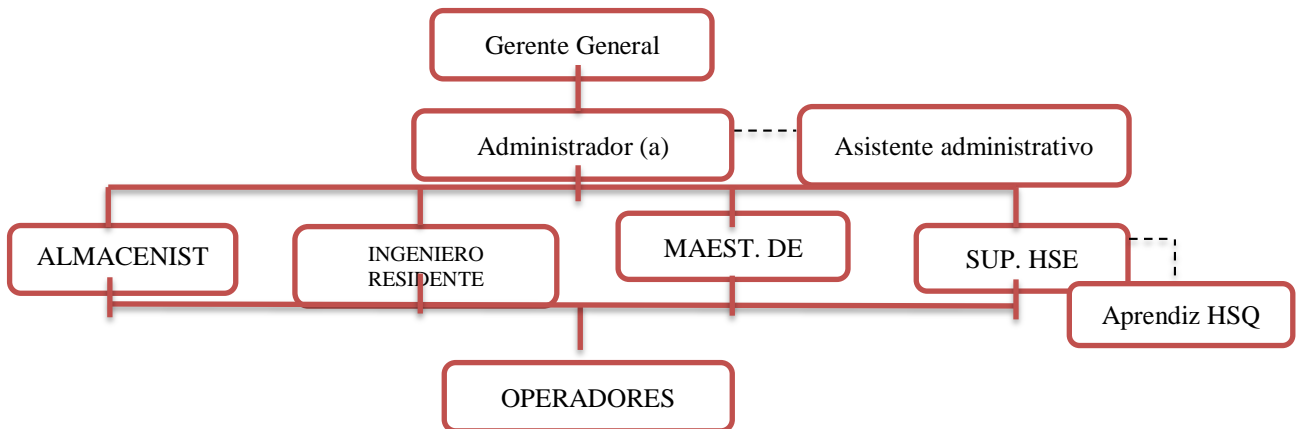 Gerente General
Administrador (a)
Asistente administrativo
ALMACENIST
INGENIERO
RESIDENTE
MAEST. DE
SUP. HSE
Aprendiz HSQ
OPERADORES